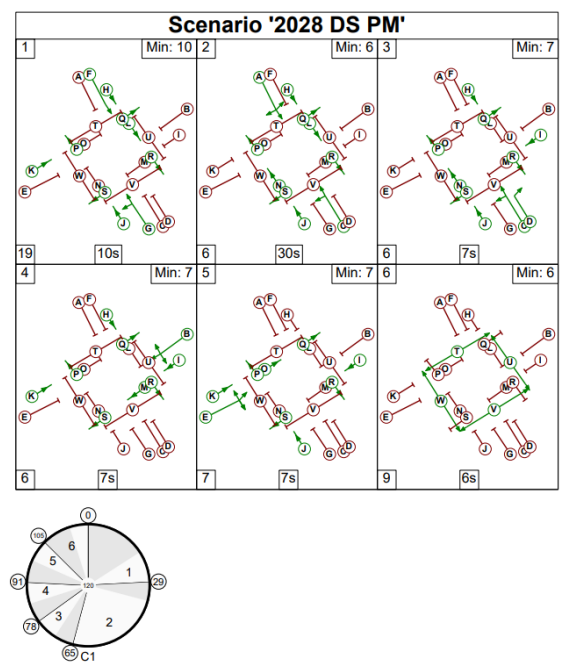 Scenario '2028 DS PM'
1 Min: 10
A F
H
B
Q L
T
U I
P O
M R
K
W N S V
E
J G C D
19 10s
2 Min: 6
A F
H
B
Q L
T
U I
P O
M R
K
W N S V
E
J G C D
6 30s
3 Min: 7
A F
H
B
Q L
T
U I
P O
M R
K
W N S V
E
J G C D
6 7s
4 Min: 7
A F
H
B
Q L
T
U I
P O
M R
K
W N S V
E
J G C D
6 7s
5 Min: 7
A F
H
B
Q L
T
U I
P O
M R
K
W N S V
E
J G C D
7 7s
6 Min: 6
A F
H
B
Q L
T
U I
P O
M R
K
W N S V
E
J G C D
9 6s
0
105
6
5
1
91
120
29
4
3
2
78
65 C1